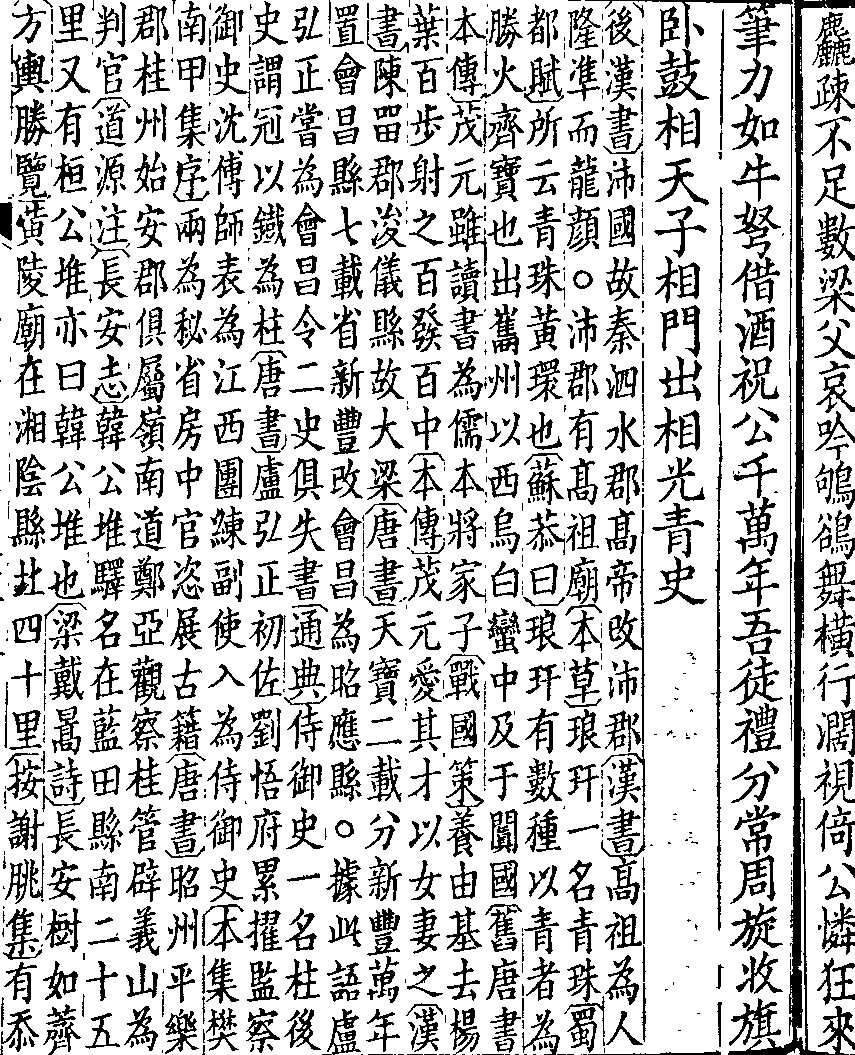 麤疎不足數梁父哀吟鴝鵒舞橫行濶視倚公憐狂來
筆力如牛弩借酒祝公千萬年吾徒禮分常周旋收旗
卧鼓相天子相門出相光青史
後漢書沛國故秦泗水郡髙帝改沛郡漢書髙祖為人
隆準而龍顔○沛郡有髙祖廟本草琅玕一名青珠蜀
都賦所云青珠黃環也蘇恭曰琅玕有數種以青者為
勝火齊寶也出巂州以西烏白蠻中及于闐國舊唐書
本傳茂元雖讀書為儒本將家子戰國策養由基去楊
葉百步射之百發百中本傳茂元愛其才以女妻之漢
書陳畱郡浚儀縣故大梁唐書天寶二載分新豐萬年
置會昌縣七載省新豐改會昌為昭應縣○據此語盧
弘正嘗為會昌令二史俱失書通典侍御史一名柱後
史謂冠以鐵為柱唐書盧弘正初佐劉悟府累擢監察
御史沈傅師表為江西團練副使入為侍御史本集樊
南甲集序兩為秘省房中官恣展古籍唐書昭州平樂
郡桂州始安郡俱屬嶺南道鄭亞觀察桂管辟義山為
判官道源注長安志韓公堆驛名在藍田縣南二十五
里又有桓公堆亦曰韓公堆也梁戴暠詩長安樹如薺
方輿勝覽黃陵廟在湘陰縣北四十里按謝朓集有忝